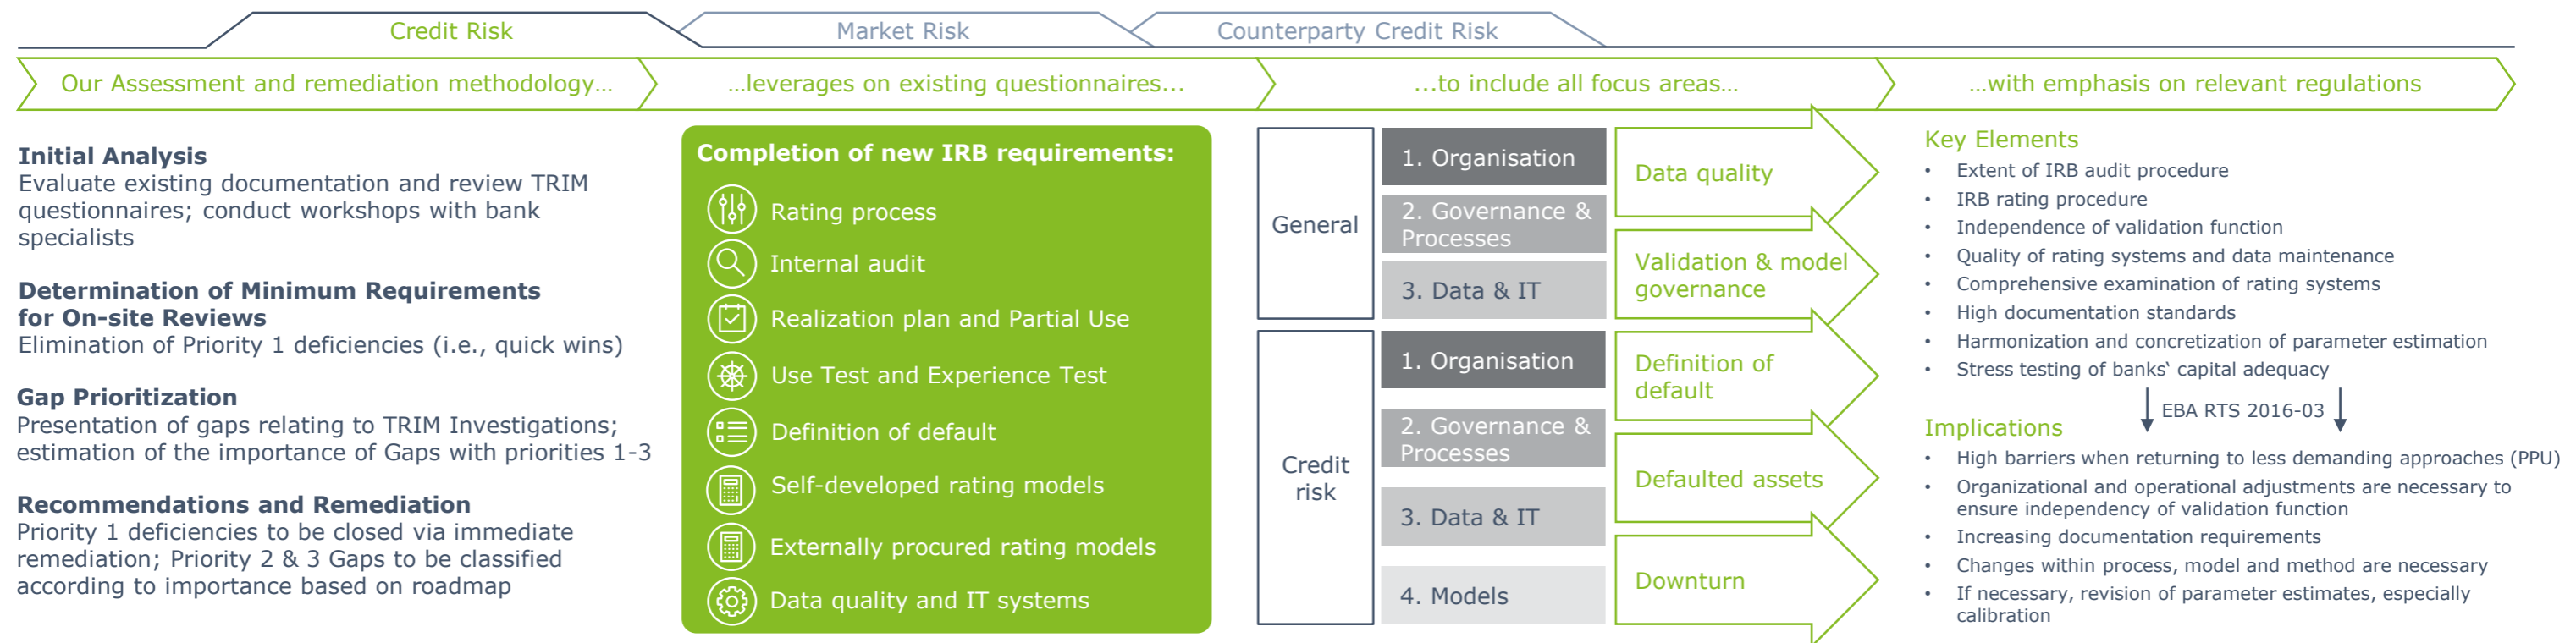 Credit Risk
Market Risk
Counterparty Credit Risk
Our Assessment and remediation methodology…
…leverages on existing questionnaires...
...to include all focus areas…
…with emphasis on relevant regulations
Initial Analysis
Evaluate existing documentation and review TRIM
questionnaires; conduct workshops with bank
specialists
Determination of Minimum Requirements
for On-site Reviews
Elimination of Priority 1 deficiencies (i.e., quick wins)
Gap Prioritization
Presentation of gaps relating to TRIM Investigations;
estimation of the importance of Gaps with priorities 1-3
Recommendations and Remediation
Priority 1 deficiencies to be closed via immediate
remediation; Priority 2 & 3 Gaps to be classified
according to importance based on roadmap
Completion of new IRB requirements:
Rating process
Internal audit
Realization plan and Partial Use
Use Test and Experience Test
Definition of default
Self-developed rating models
Externally procured rating models
Data quality and IT systems
General
1. Organisation
2. Governance &
Processes
3. Data & IT
Credit
risk
1. Organisation
2. Governance &
Processes
3. Data & IT
4. Models
Data quality
Validation & model
governance
Definition of
default
Defaulted assets
Downturn
Key Elements
• Extent of IRB audit procedure
• IRB rating procedure
• Independence of validation function
• Quality of rating systems and data maintenance
• Comprehensive examination of rating systems
• High documentation standards
• Harmonization and concretization of parameter estimation
• Stress testing of banks‘ capital adequacy
EBA RTS 2016-03
Implications
• High barriers when returning to less demanding approaches (PPU)
• Organizational and operational adjustments are necessary to
ensure independency of validation function
• Increasing documentation requirements
• Changes within process, model and method are necessary
• If necessary, revision of parameter estimates, especially
calibration